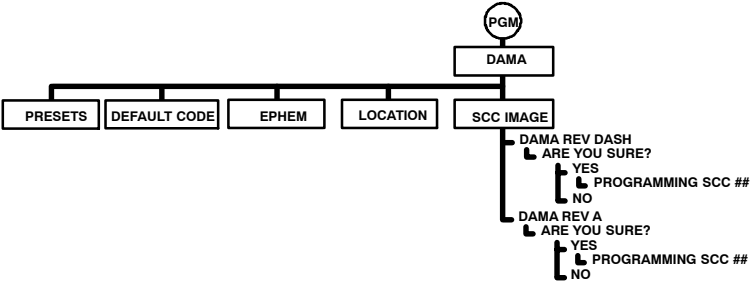 PGM
DAMA
PRESETS
DEFAULT CODE
EPHEM
LOCATION
SCC IMAGE
DAMA REV DASH
ARE YOU SURE?
YES
PROGRAMMING SCC ##
NO
DAMA REV A
ARE YOU SURE?
YES
PROGRAMMING SCC ##
NO